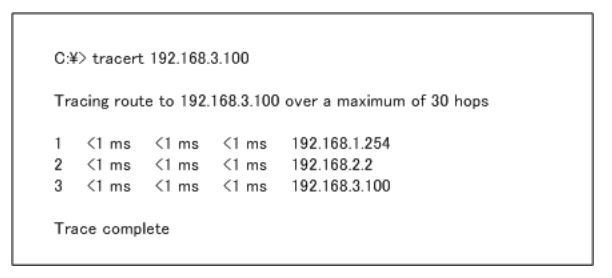 C:¥> tracert 192.168.3.100
Tracing route to 192.168.3.100 over a maximum of 30 hops
1 <1 ms <1 ms <1 ms 192.168.1.254
2 <1 ms <1 ms <1 ms 192.168.2.2
3 <1 ms <1 ms <1 ms 192.168.3.100
Trace complete